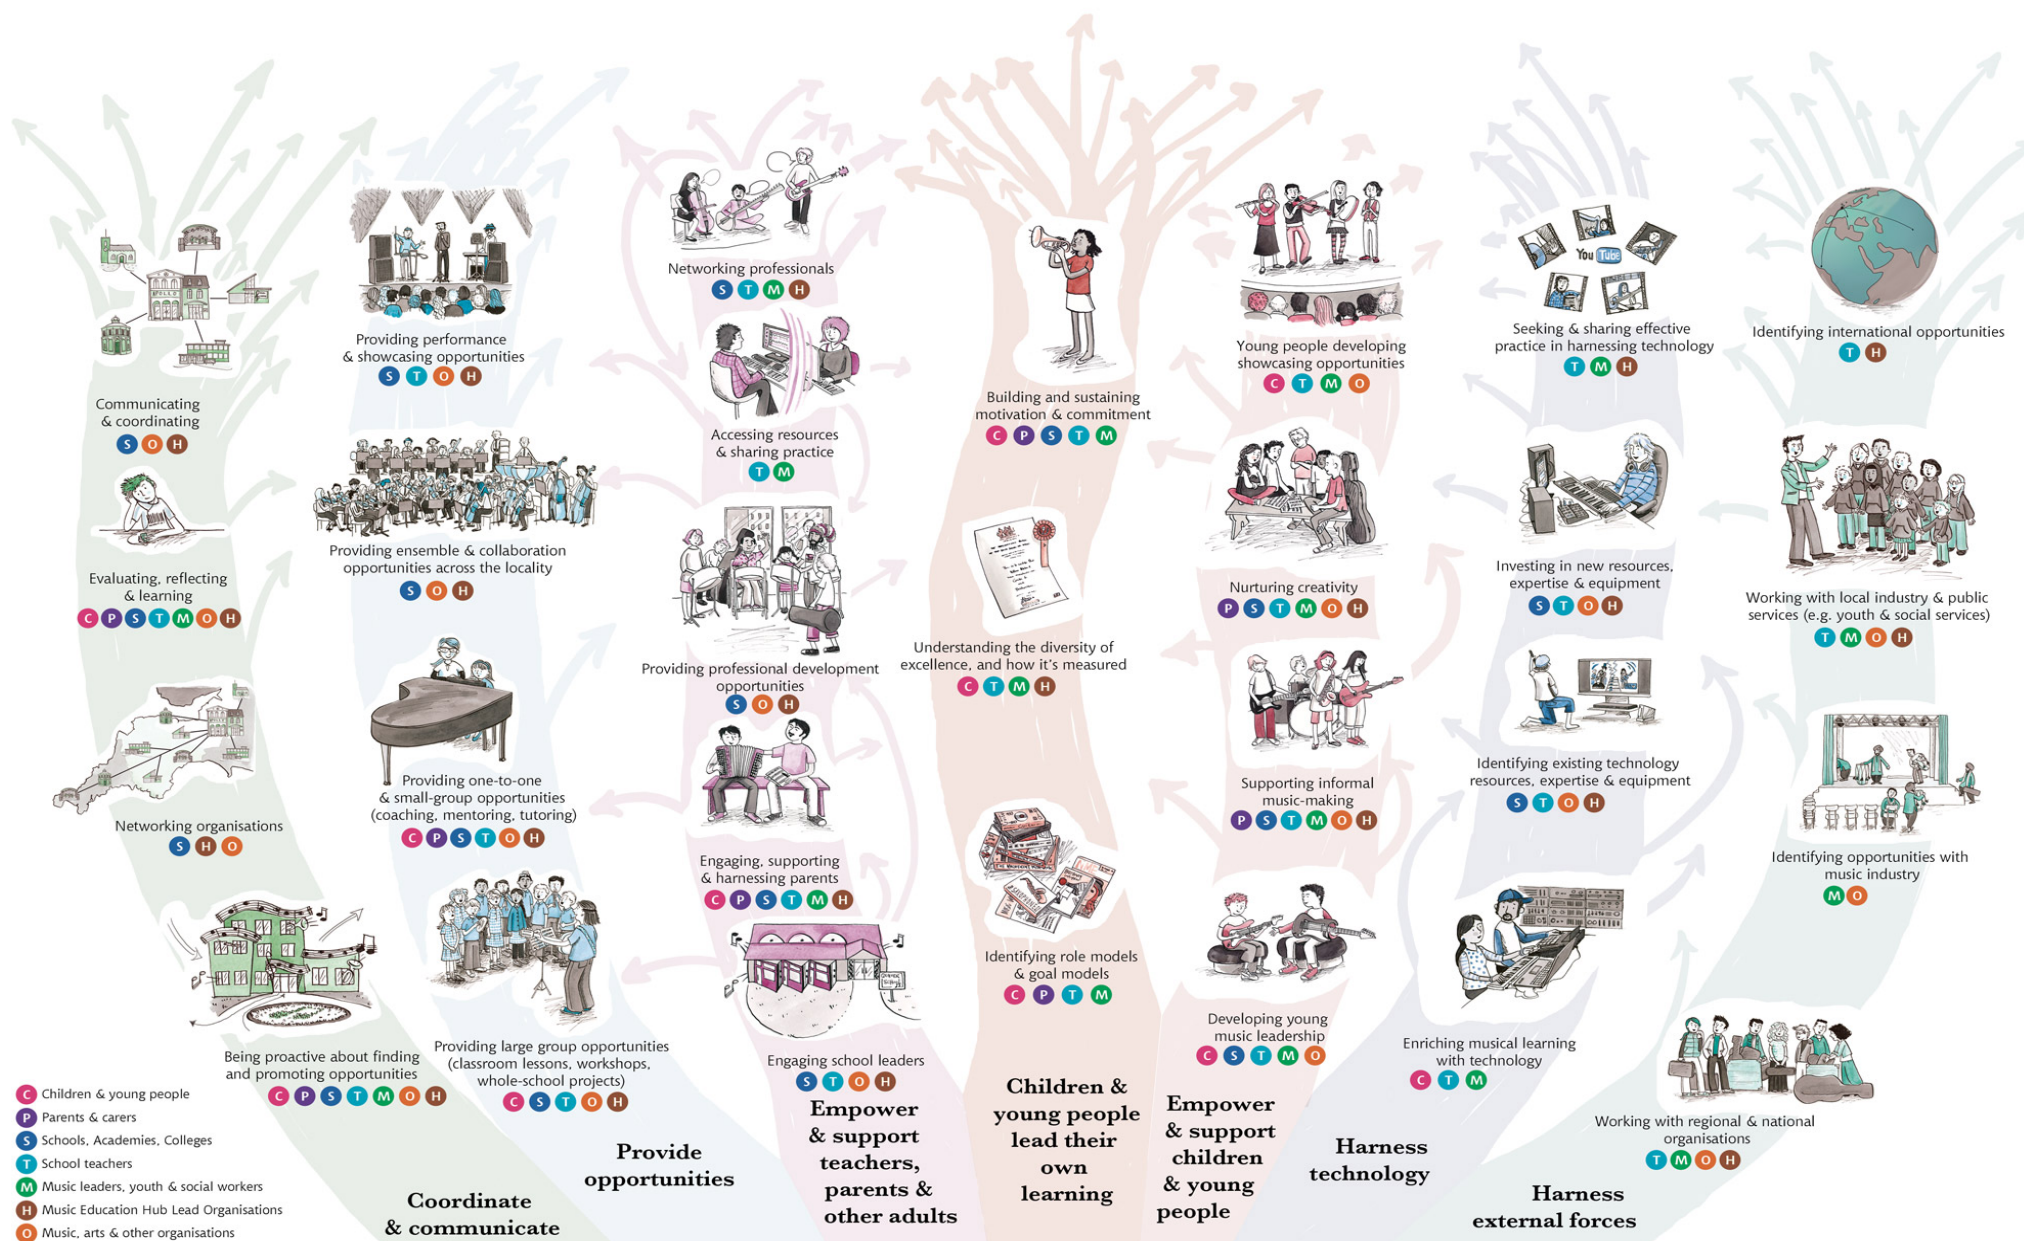 Communicating
& coordinating
S O H
Evaluating, reflecting
& learning
C P S T M O H
Networking organisations
S H O
Being proactive about finding
and promoting opportunities
C P S T M O H
Coordinate
& communicate
Providing performance
& showcasing opportunities
S T O H
Providing ensemble & collaboration
opportunities across the locality
S O H
Providing one-to-one
& small-group opportunities
(coaching, mentoring, tutoring)
C P S T O H
Providing large group opportunities
(classroom lessons, workshops,
whole-school projects)
C S T O H
Provide
opportunities
Networking professionals
S T M H
Accessing resources
& sharing practice
T M
Providing professional development
opportunities
S O H
Engaging, supporting
& harnessing parents
C P S T M H
Engaging school leaders
S T O H
Empower
& support
teachers,
parents &
other adults
Building and sustaining
motivation & commitment
C P S T M
Understanding the diversity of
excellence, and how it's measured
C T M H
Identifying role models
& goal models
C P T M
Children &
young people
lead their
own
learning
Young people developing
showcasing opportunities
C T M O
Nurturing creativity
P S T M O H
Supporting informal
music-making
P S T M O H
Developing young
music leadership
C S T M O
Empower
& support
children
& young
people
You Tube
Seeking & sharing effective
practice in harnessing technology
T M H
Investing in new resources,
expertise & equipment
S T O H
Identifying existing technology
resources, expertise & equipment
S T O H
Enriching musical learning
with technology
C T M
Harness
technology
Identifying international opportunities
T H
Working with local industry & public
services (e.g. youth & social services)
T M O H
Identifying opportunities with
music industry
M O
Working with regional & national
organisations
T M O H
Harness
external forces
C Children & young people
P Parents & carers
S Schools, Academies, Colleges
T School teachers
M Music leaders, youth & social workers
H Music Education Hub Lead Organisations
O Music, arts & other organisations